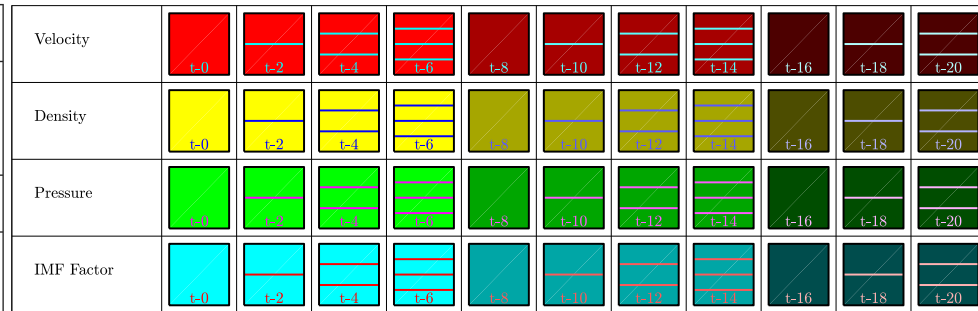 Velocity t-0 t-2 t-4 t-6 t-8 t-10 t-12 t-14 t-16 t-18 t-20
Density t-0 t-2 t-4 t-6 t-8 t-10 t-12 t-14 t-16 t-18 t-20
Pressure t-0 t-2 t-4 t-6 t-8 t-10 t-12 t-14 t-16 t-18 t-20
IMF Factor t-0 t-2 t-4 t-6 t-8 t-10 t-12 t-14 t-16 t-18 t-20